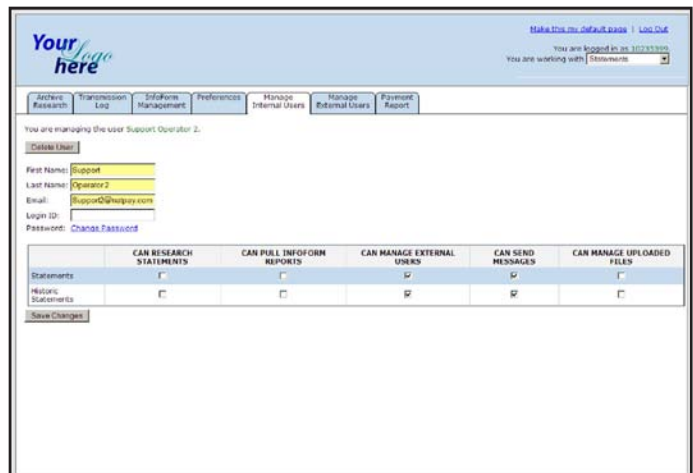 Your
Logo
here
Make this my default page | Log Out
You are logged in as 10235999
You are working with Statements
Archive Research
Transmission Log
InfoForm Management
Preferences
Manage Internal Users
Manage External Users
Payment Report
You are managing the user Support Operator 2.
Delete User
First Name: Support
Last Name: Operator2
Email: Support2@netpay.com
Login ID:
Password: Change Password
CAN RESEARCH STATEMENTS
CAN PULL INFOFORM REPORTS
CAN MANAGE EXTERNAL USERS
CAN SEND MESSAGES
CAN MANAGE UPLOADED FILES
Statements
Historic Statements
Save Changes